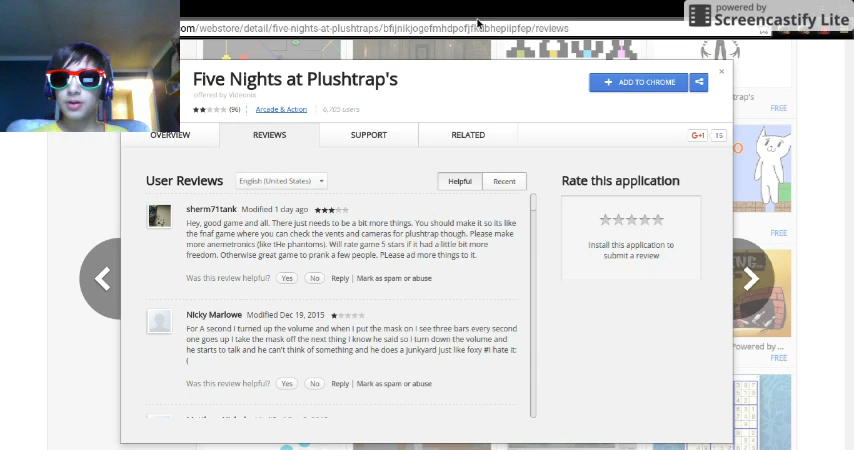 powered by
Screencastify Lite
om/webstore/detail/five-nights-at-plushtraps/bfijnikjogefmhdpofjfkdbhepiipfep/reviews
Five Nights at Plushtrap's
offered by Videonix
(96)
Arcade & Action
6,705 users
ADD TO CHROME
OVERVIEW
REVIEWS
SUPPORT
RELATED
G+1
15
User Reviews
English (United States)
Helpful
Recent
Rate this application
Install this application to
submit a review
sherm71tank Modified 1 day ago
Hey, good game and all. There just needs to be a bit more things. You should make it so its like
the fnaf game where you can check the vents and cameras for plushtrap though. Please make
more anemetronics (like tHe phantoms). Will rate game 5 stars if it had a little bit more
freedom. Otherwise great game to prank a few people. PLease ad more things to it.
Was this review helpful? Yes No Reply | Mark as spam or abuse
Nicky Marlowe Modified Dec 19, 2015
For A second I turned up the volume and when I put the mask on I see three bars every second
one goes up I take the mask off the next thing I know he said so I turn down the volume and
he starts to talk and he can't think of something and he does a junkyard just like foxy #I hate it:
(
Was this review helpful? Yes No Reply | Mark as spam or abuse
trap's
FREE
FREE
Powered by ...
FREE